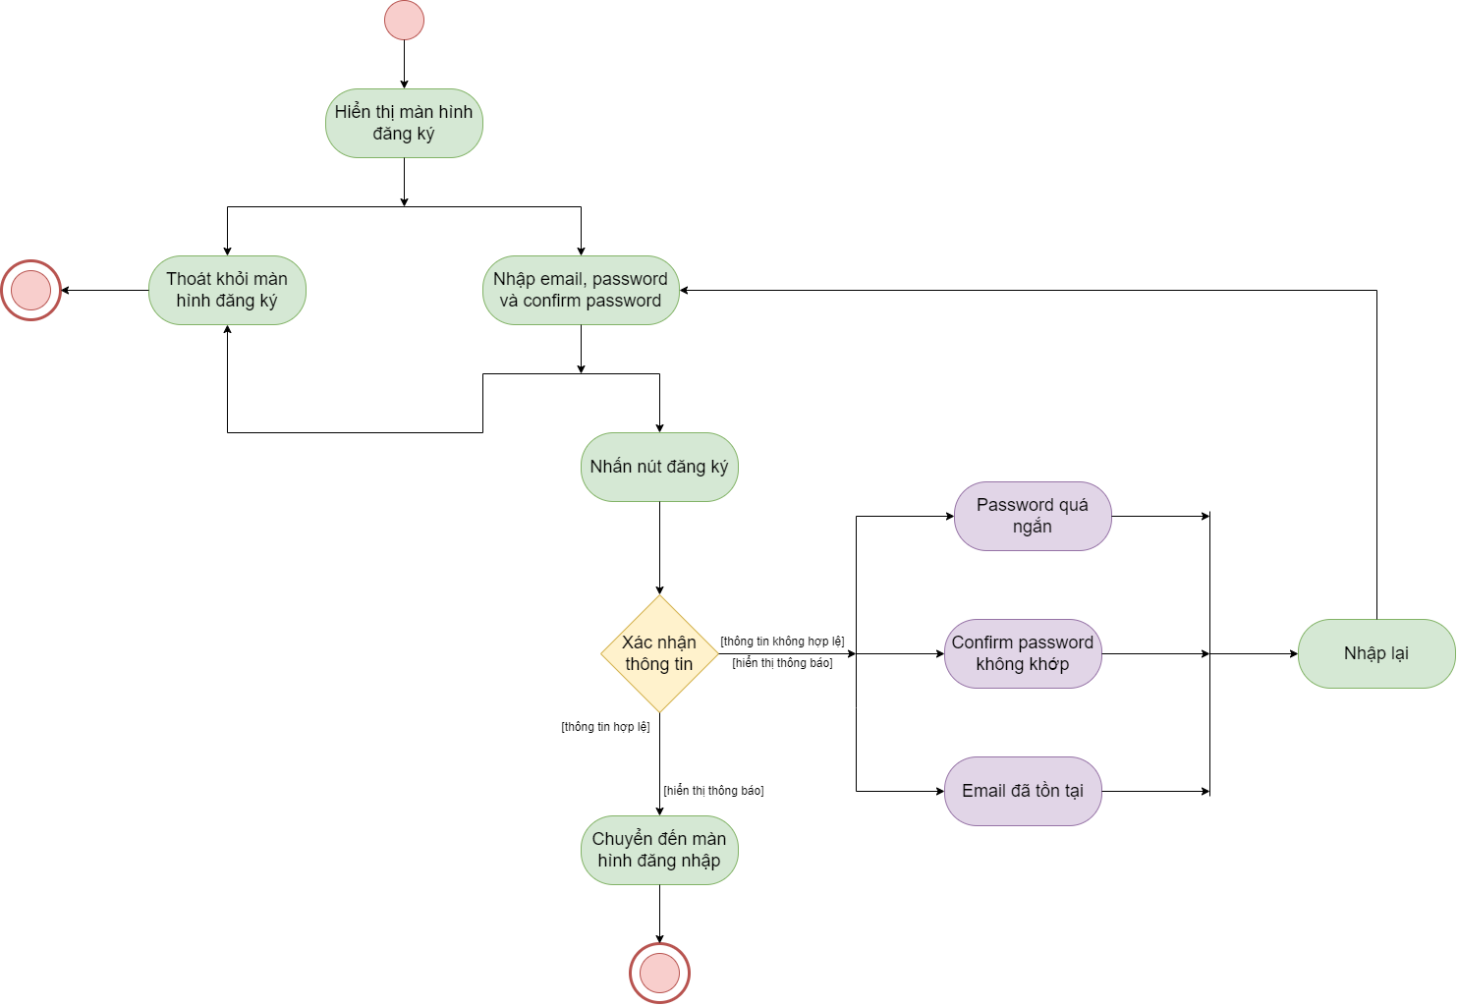 Hiển thị màn hình
đăng ký
Thoát khỏi màn
hình đăng ký
Nhập email, password
và confirm password
Nhấn nút đăng ký
Password quá
ngắn
Xác nhận
thông tin
[thông tin không hợp lệ]
[hiển thị thông báo]
Confirm password
không khớp
Nhập lại
[thông tin hợp lệ]
[hiển thị thông báo]
Email đã tồn tại
Chuyển đến màn
hình đăng nhập